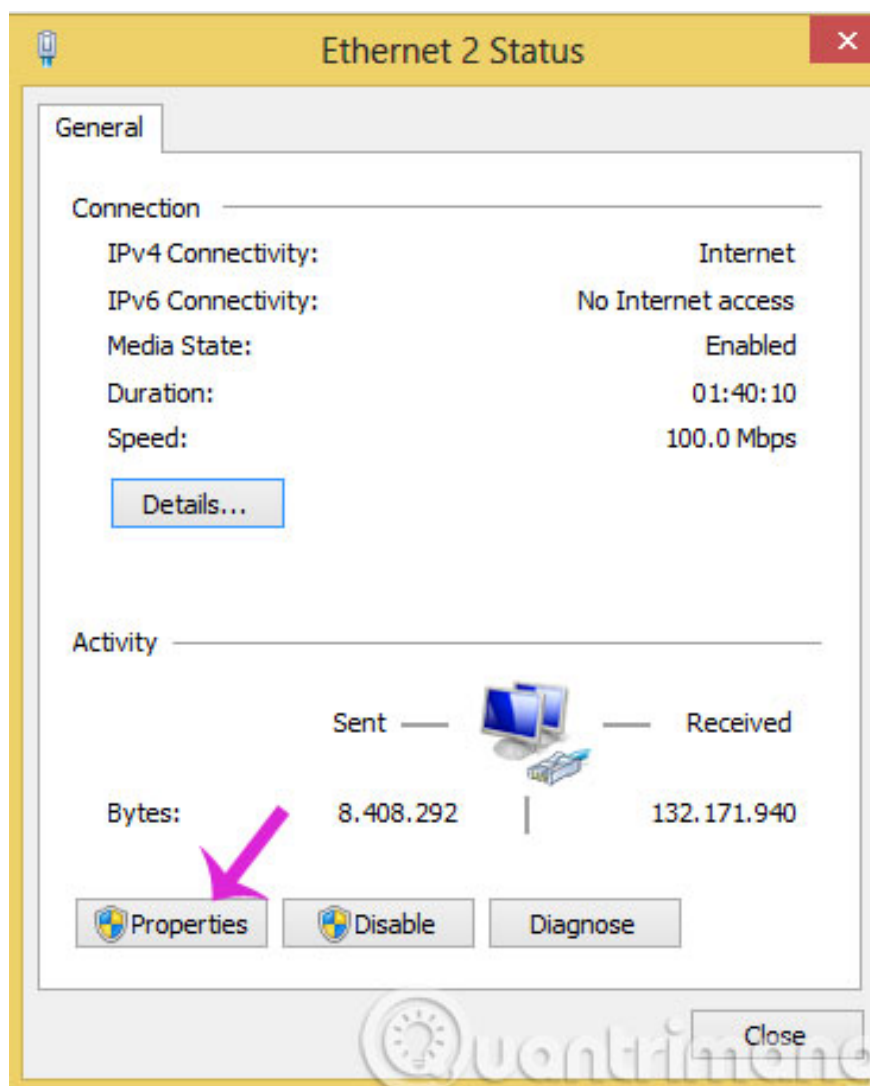 Ethernet 2 Status
General
Connection
IPv4 Connectivity: Internet
IPv6 Connectivity: No Internet access
Media State: Enabled
Duration: 01:40:10
Speed: 100.0 Mbps
Details...
Activity
Sent Received
Bytes: 8.408.292 132.171.940
Properties Disable Diagnose
Close
Quantrimang